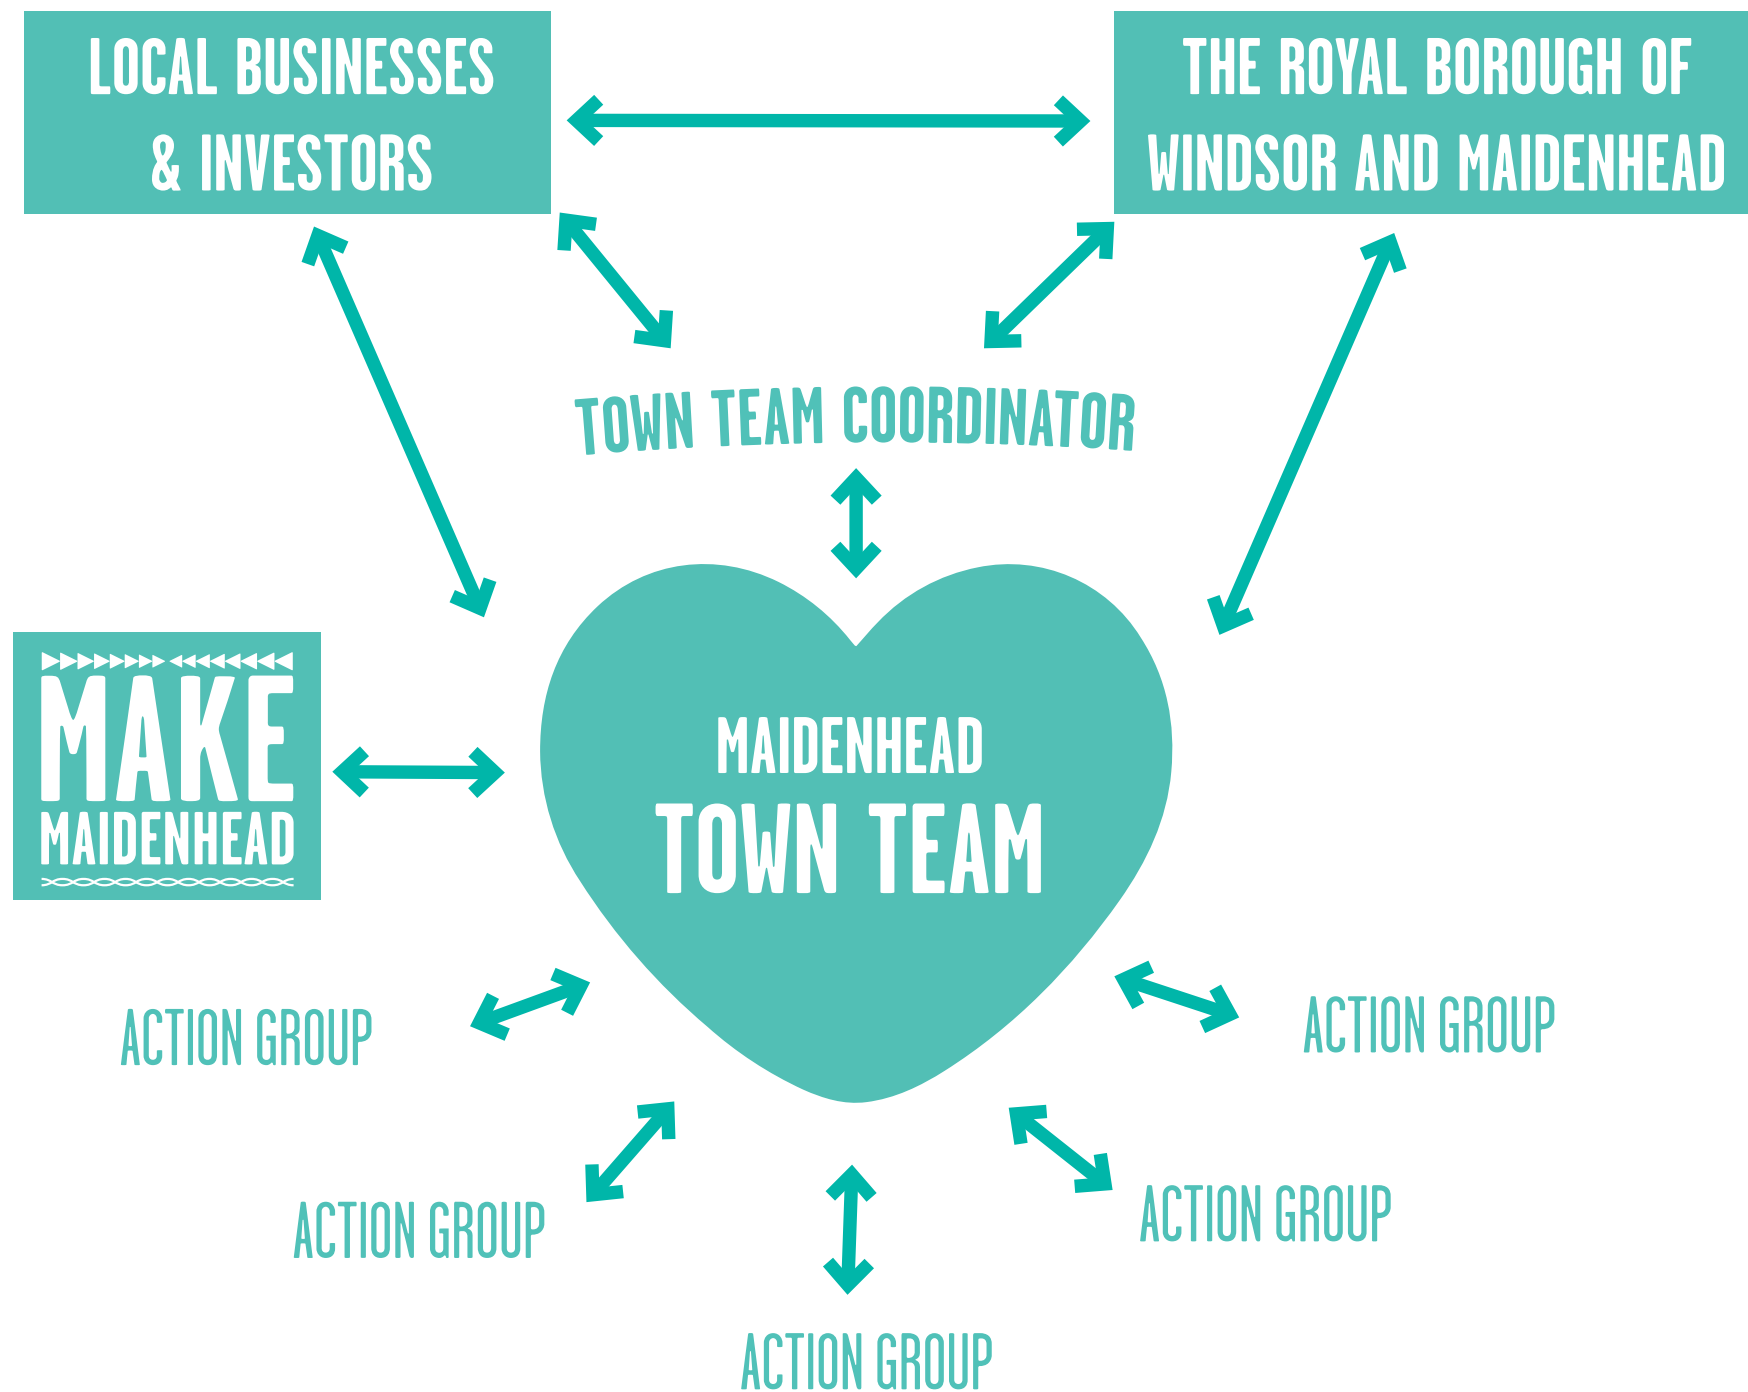 LOCAL BUSINESSES
& INVESTORS
THE ROYAL BOROUGH OF
WINDSOR AND MAIDENHEAD
TOWN TEAM COORDINATOR
MAKE
MAIDENHEAD
MAIDENHEAD
TOWN TEAM
ACTION GROUP
ACTION GROUP
ACTION GROUP
ACTION GROUP
ACTION GROUP